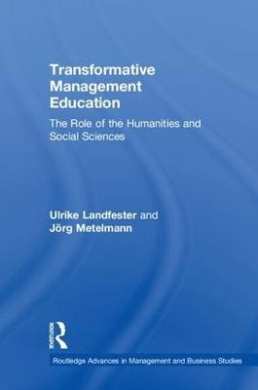 Transformative
Management
Education
The Role of the Humanities and
Social Sciences
Ulrike Landfester and
Jörg Metelmann
ROUTLEDGE
Routledge Advances in Management and Business Studies